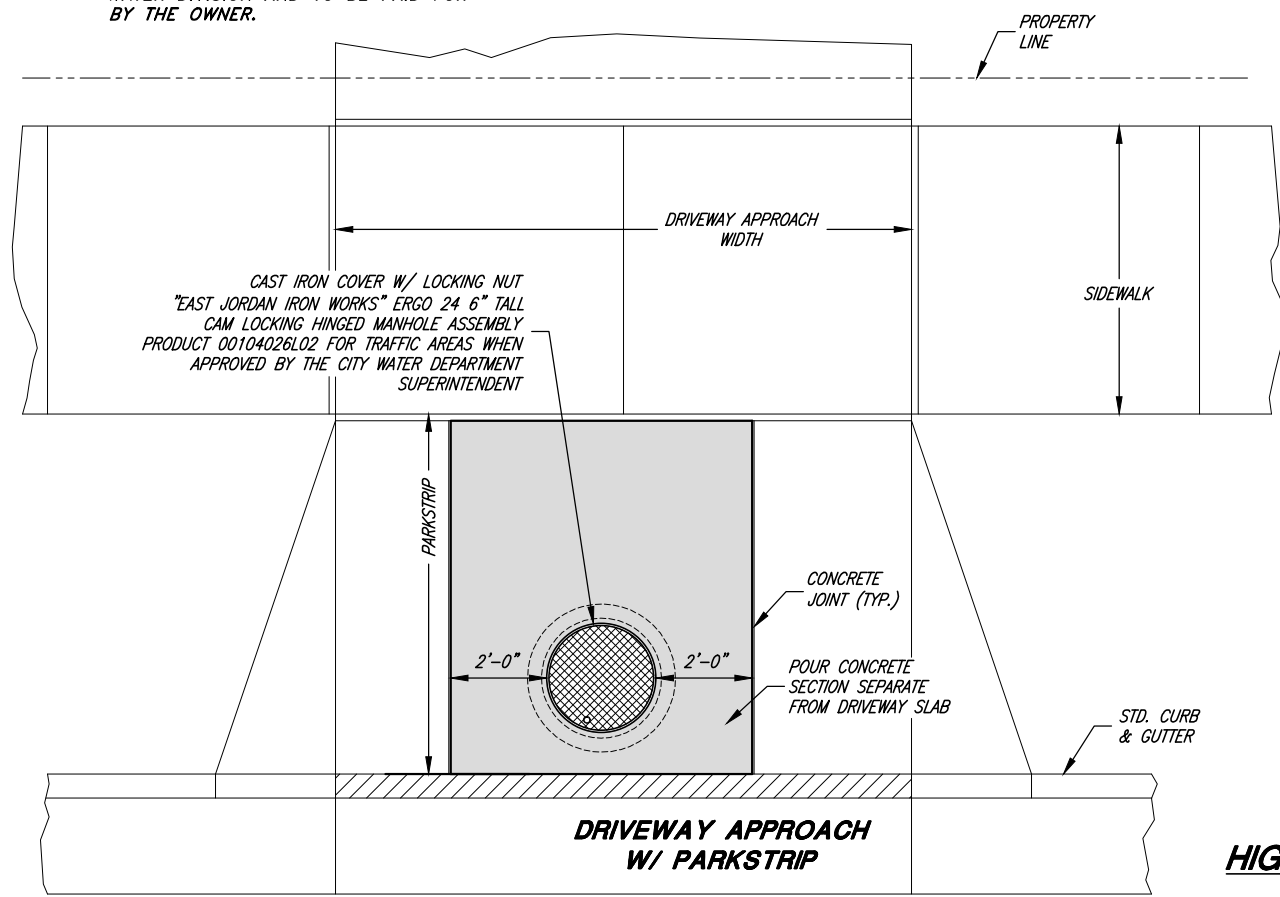 BY THE OWNER.
PROPERTY
LINE
DRIVEWAY APPROACH
WIDTH
CAST IRON COVER W/ LOCKING NUT
"EAST JORDAN IRON WORKS" ERGO 24 6" TALL
CAM LOCKING HINGED MANHOLE ASSEMBLY
PRODUCT 00104026L02 FOR TRAFFIC AREAS WHEN
APPROVED BY THE CITY WATER DEPARTMENT
SUPERINTENDENT
SIDEWALK
PARKSTRIP
CONCRETE
JOINT (TYP.)
2'-0"
2'-0"
POUR CONCRETE
SECTION SEPARATE
FROM DRIVEWAY SLAB
STD. CURB
& GUTTER
DRIVEWAY APPROACH
W/ PARKSTRIP
HIG